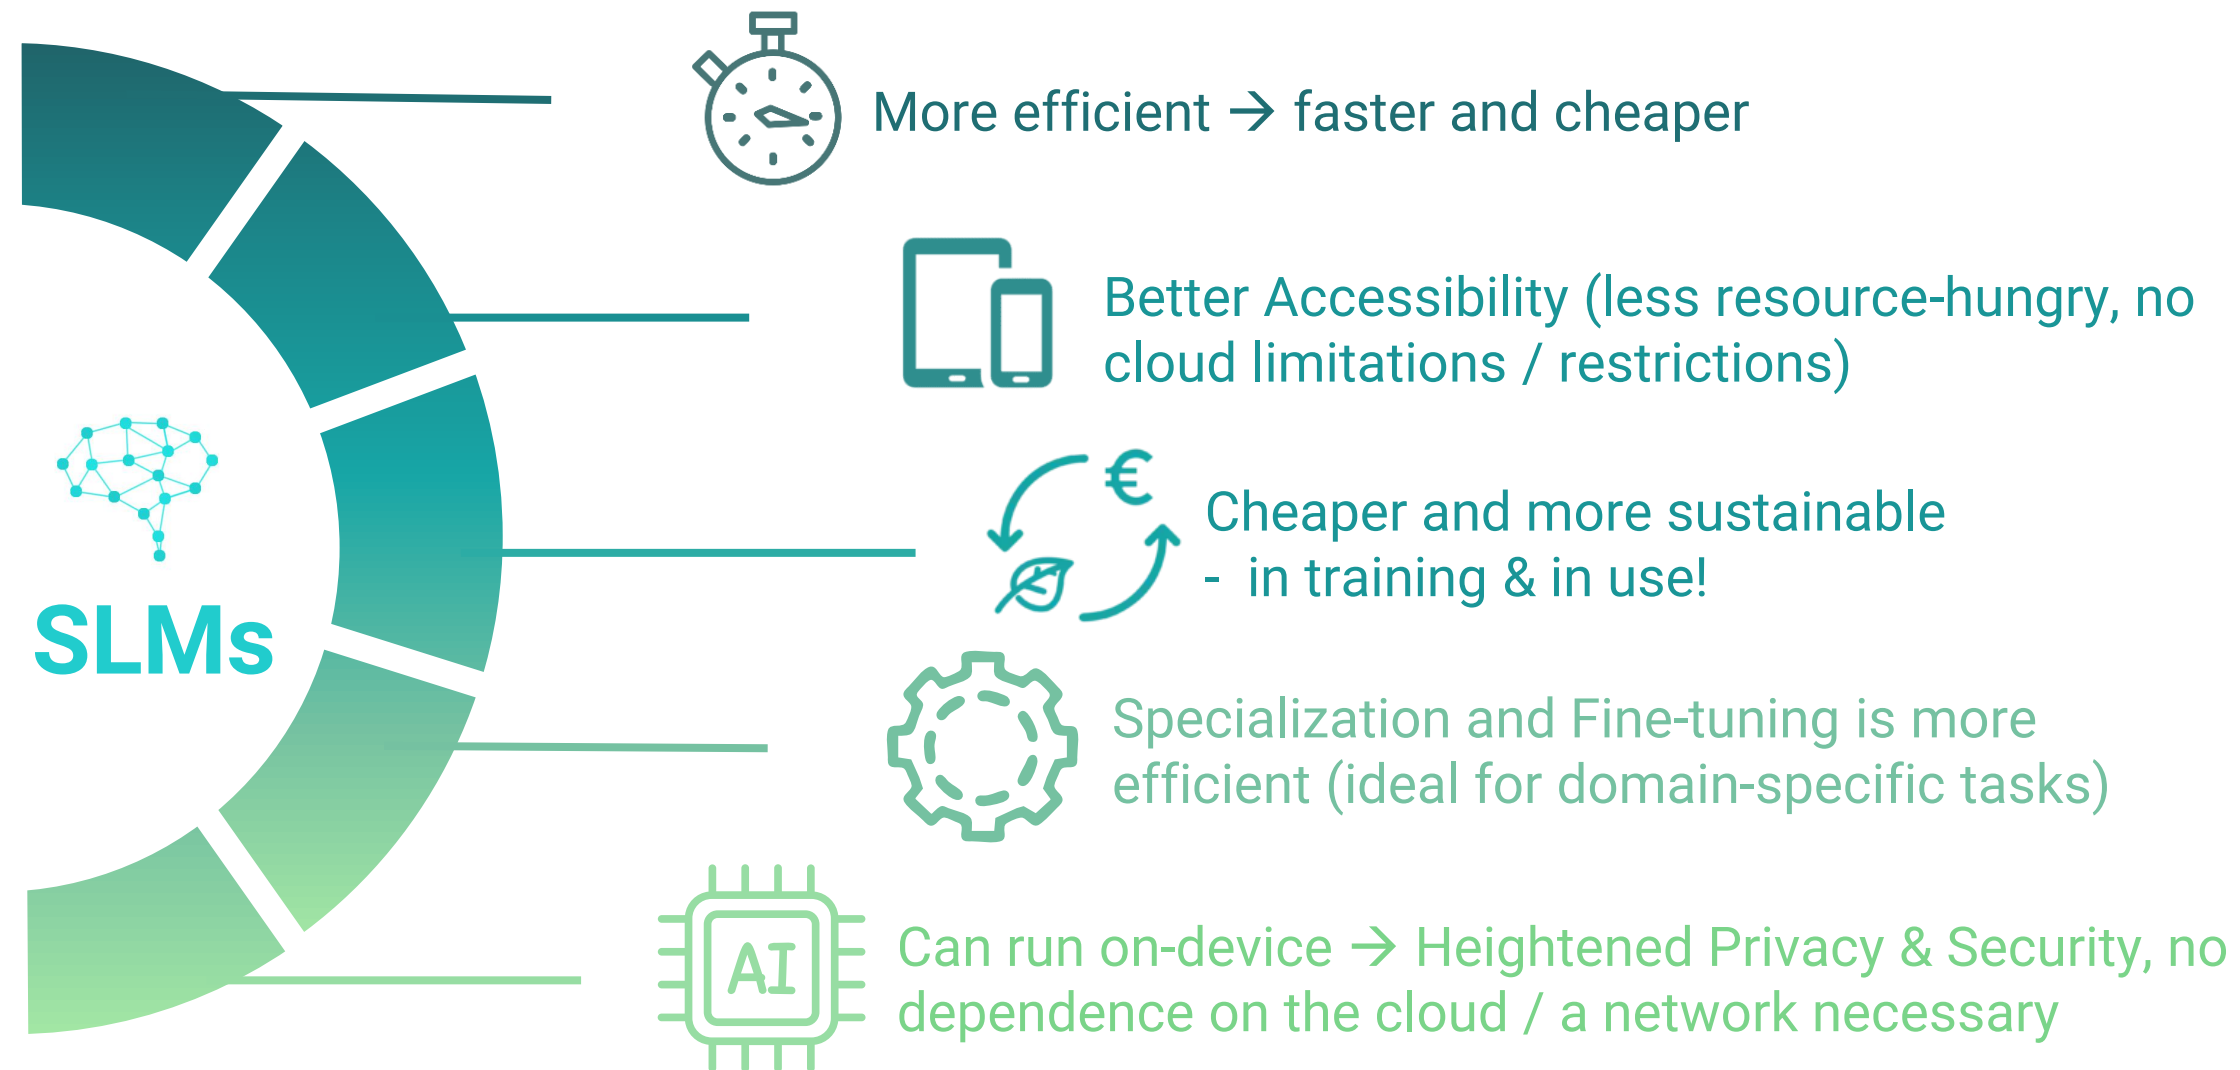 More efficient → faster and cheaper
Better Accessibility (less resource-hungry, no
cloud limitations / restrictions)
€
Cheaper and more sustainable
- in training & in use!
SLMs
Specialization and Fine-tuning is more
efficient (ideal for domain-specific tasks)
AI
Can run on-device → Heightened Privacy & Security, no
dependence on the cloud / a network necessary